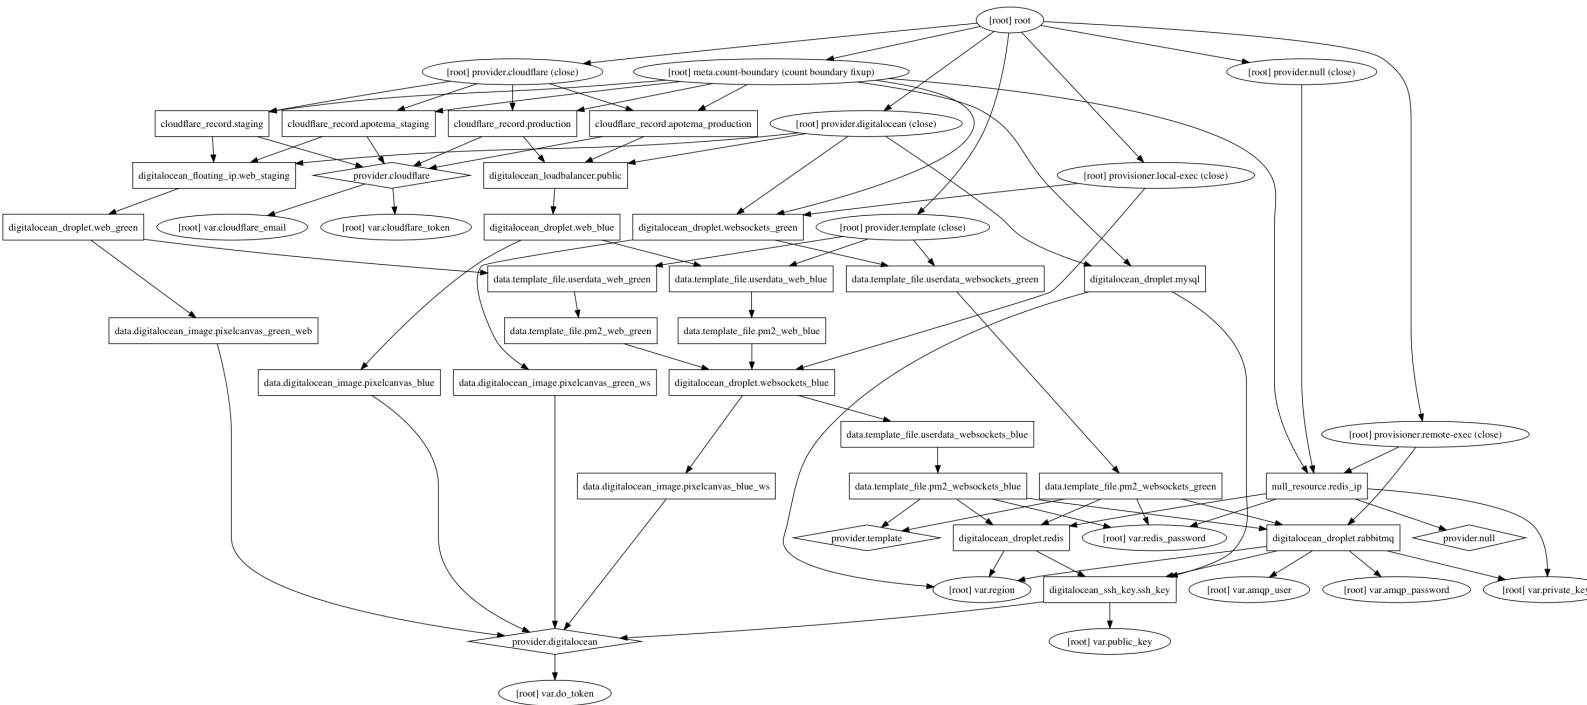 [root] root
[root] provider.cloudflare (close)
[root] meta.count-boundary (count boundary fixup)
[root] provider.null (close)
cloudflare_record.staging
cloudflare_record.apotema_staging
cloudflare_record.production
cloudflare_record.apotema_production
[root] provider.digitalocean (close)
digitalocean_floating_ip.web_staging
provider.cloudflare
digitalocean_loadbalancer.public
[root] provisioner.local-exec (close)
digitalocean_droplet.web_green
[root] var.cloudflare_email
[root] var.cloudflare_token
digitalocean_droplet.web_blue
digitalocean_droplet.websockets_green
[root] provider.template (close)
data.template_file.userdata_web_green
data.template_file.userdata_web_blue
data.template_file.userdata_websockets_green
digitalocean_droplet.mysql
data.digitalocean_image.pixelcanvas_green_web
data.template_file.pm2_web_green
data.template_file.pm2_web_blue
data.digitalocean_image.pixelcanvas_blue
data.digitalocean_image.pixelcanvas_green_ws
digitalocean_droplet.websockets_blue
data.template_file.userdata_websockets_blue
[root] provisioner.remote-exec (close)
data.digitalocean_image.pixelcanvas_blue_ws
data.template_file.pm2_websockets_blue
data.template_file.pm2_websockets_green
null_resource.redis_ip
provider.template
digitalocean_droplet.redis
[root] var.redis_password
digitalocean_droplet.rabbitmq
provider.null
[root] var.region
digitalocean_ssh_key.ssh_key
[root] var.amqp_user
[root] var.amqp_password
[root] var.private_key
provider.digitalocean
[root] var.public_key
[root] var.do_token